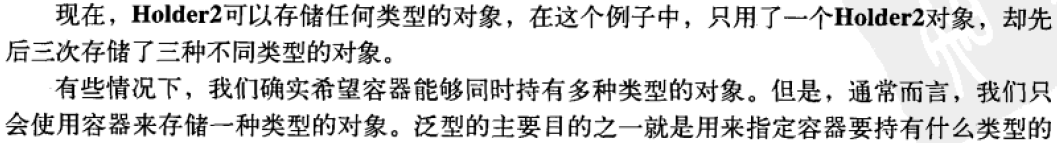 现在，Holder2可以存储任何类型的对象，在这个例子中，只用了一个Holder2对象，却先
后三次存储了三种不同类型的对象。
有些情况下，我们确实希望容器能够同时持有多种类型的对象。但是，通常而言，我们只
会使用容器来存储一种类型的对象。泛型的主要目的之一就是用来指定容器要持有什么类型的